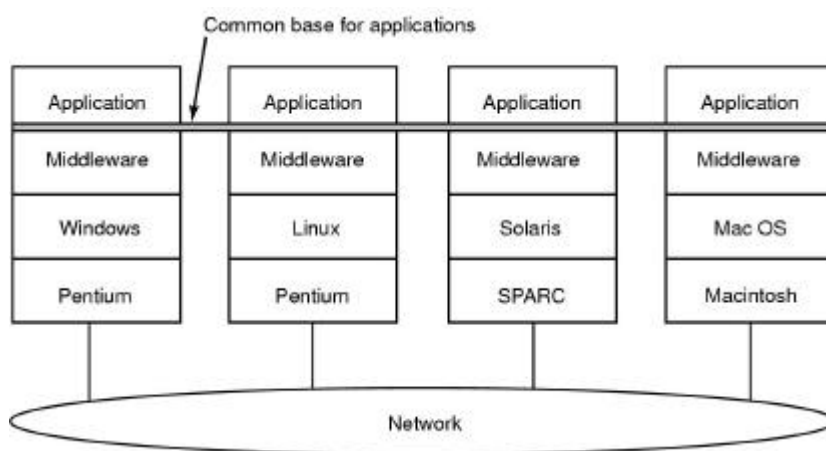 Common base for applications
Application Application Application Application
Middleware Middleware Middleware Middleware
Windows Linux Solaris Mac OS
Pentium Pentium SPARC Macintosh
Network